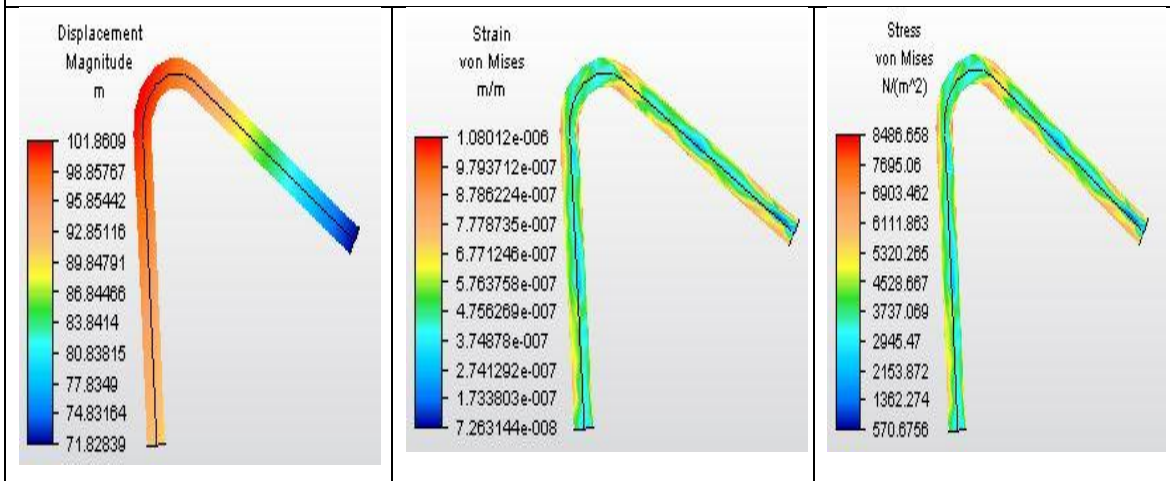 Displacement
Magnitude
m
101.8609
98.85767
95.85442
92.85116
89.84791
86.84466
83.8414
80.83815
77.8349
74.83164
71.82839
Strain
von Mises
m/m
1.08012e-006
9.793712e-007
8.786224e-007
7.778735e-007
6.771246e-007
5.763758e-007
4.756269e-007
3.74878e-007
2.741292e-007
1.733803e-007
7.263144e-008
Stress
von Mises
N/(m^2)
8486.658
7695.06
6903.462
6111.863
5320.265
4528.667
3737.069
2945.47
2153.872
1362.274
570.6756